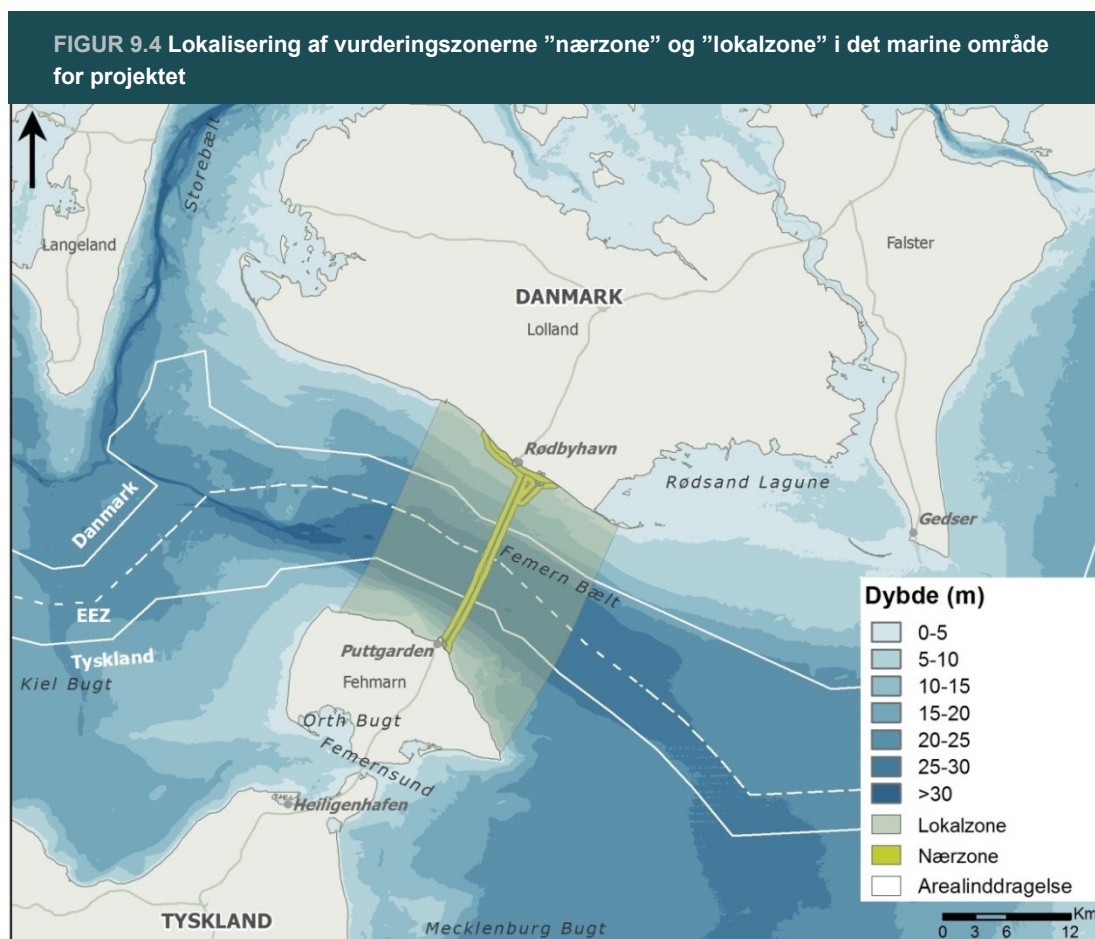 FIGUR 9.4 Lokalisering af vurderingszonerne ”nærzone” og ”lokalzone” i det marine område
for projektet
Storebælt
Langeland
Falster
DANMARK
Lolland
Rødbyhavn
Rødsand Lagune
Gedser
Danmark
Femern Bælt
EEZ
Tyskland
Puttgarden
Kiel Bugt
Fehmarn
Orth Bugt
Femernsund
Heiligenhafen
TYSKLAND
Mecklenburg Bugt
Dybde (m)
0-5
5-10
10-15
15-20
20-25
25-30
>30
Lokalzone
Nærzone
Arealinddragelse
Km
0 3 6 12